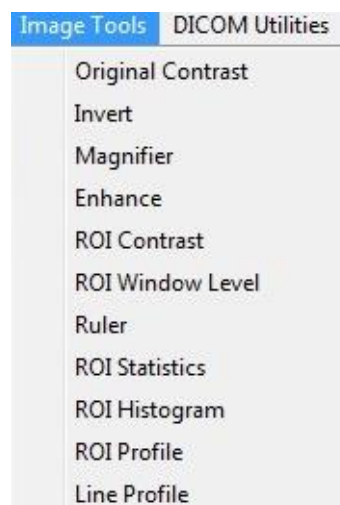 Image Tools DICOM Utilities
Original Contrast
Invert
Magnifier
Enhance
ROI Contrast
ROI Window Level
Ruler
ROI Statistics
ROI Histogram
ROI Profile
Line Profile